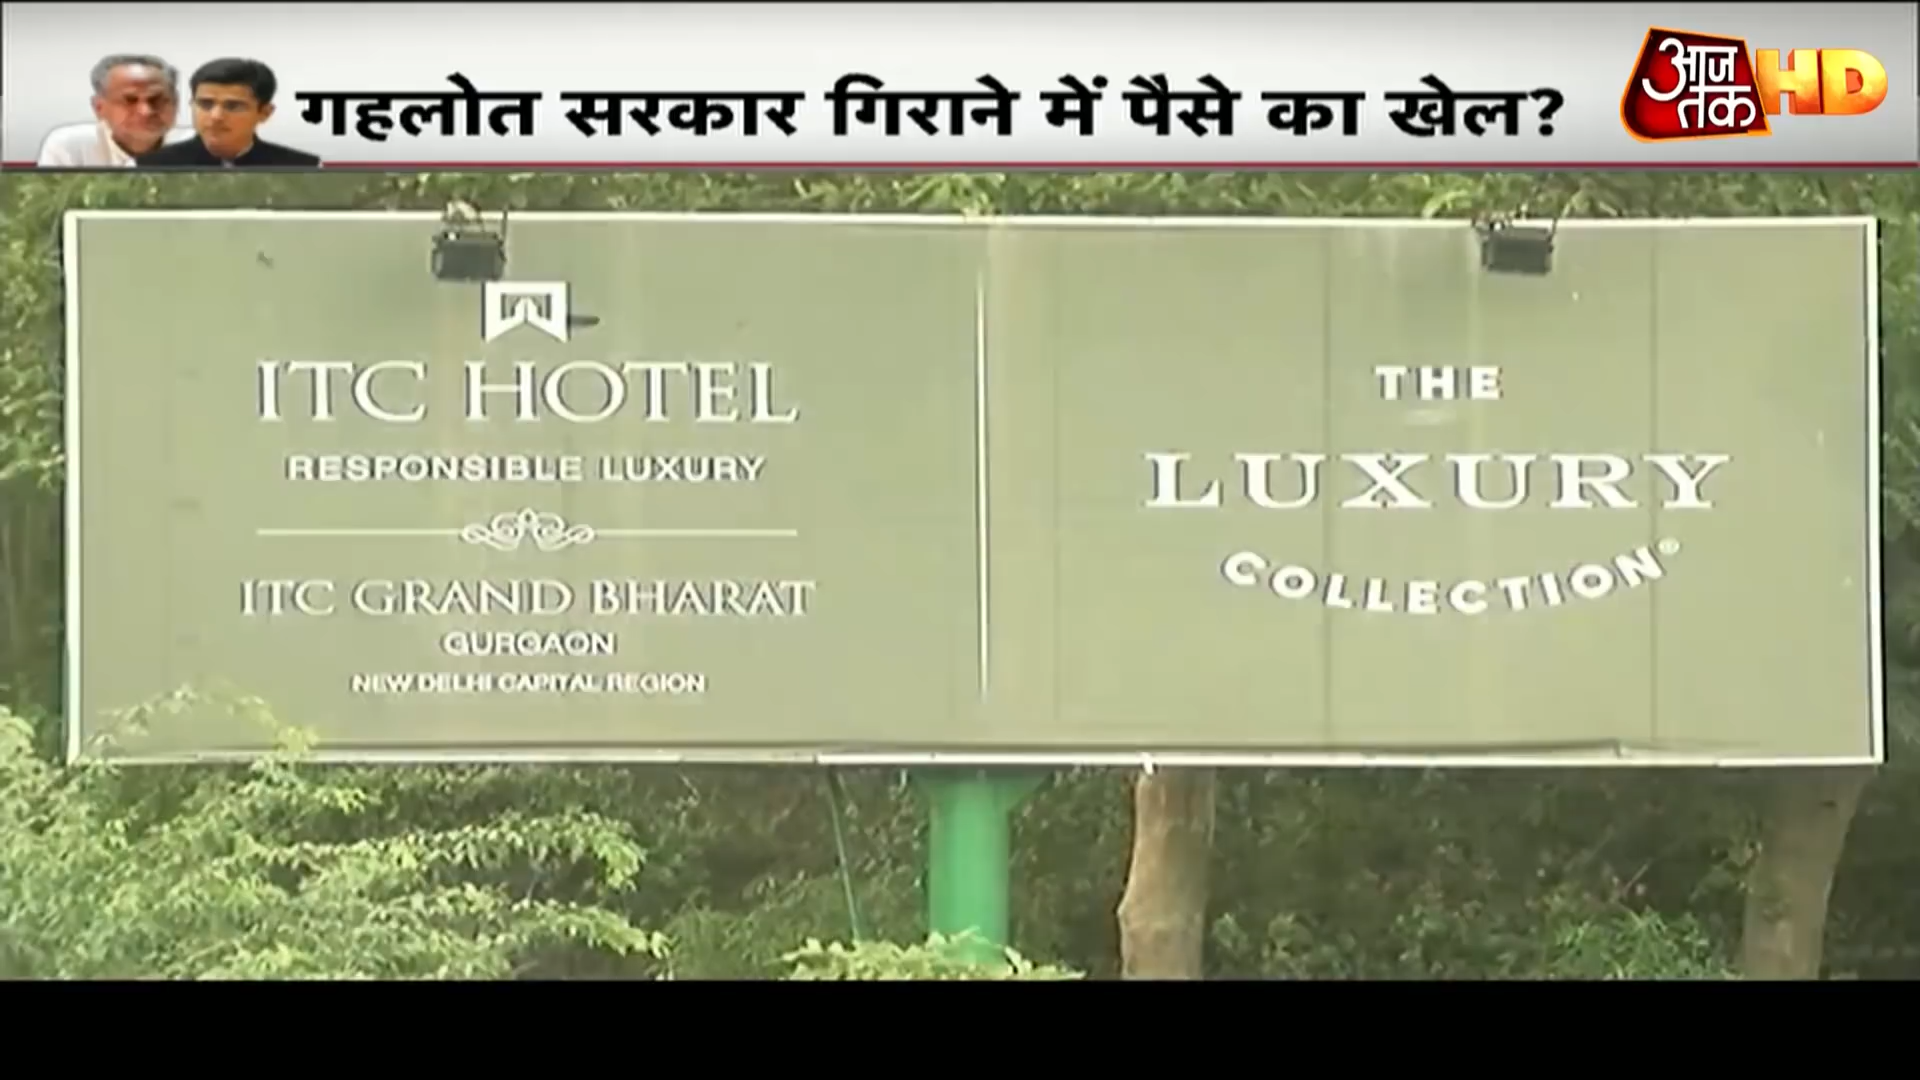 गहलोत सरकार गिराने में पैसे का खेल?
आज
तक
HD
ITC HOTEL
RESPONSIBLE LUXURY
ITC GRAND BHARAT
GURGAON
NEW DELHI CAPITAL REGION
THE
LUXURY
COLLECTION®